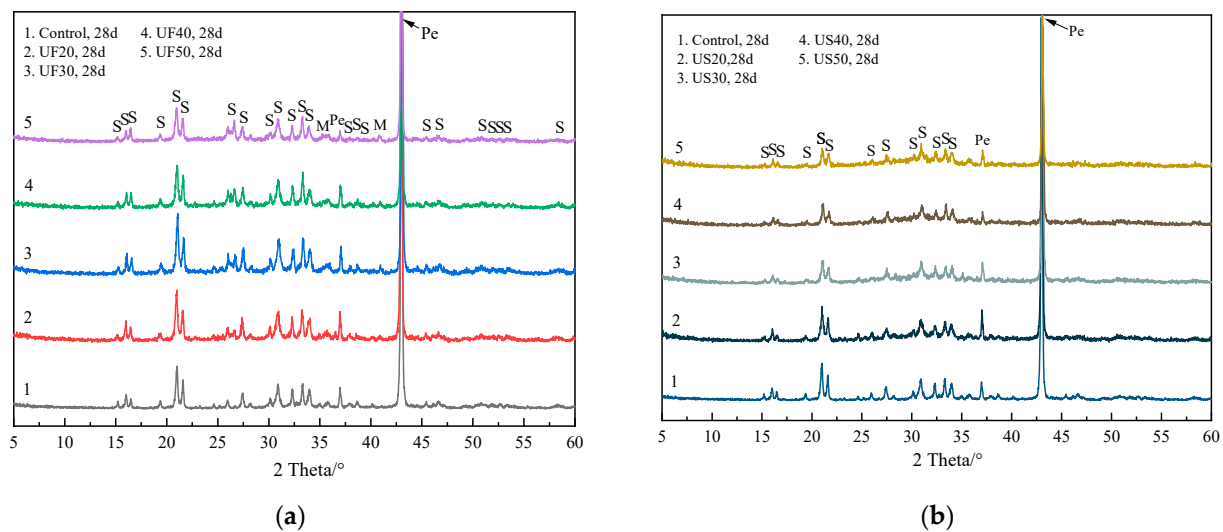 1. Control, 28d 4. UF40, 28d
2. UF20, 28d 5. UF50, 28d
3. UF30, 28d
Pe
S S S S S S S S S S S S S M Pe S S S M S S S S S S S
5
4
3
2
1
5 10 15 20 25 30 35 40 45 50 55 60
2 Theta/°
(a)
1. Control, 28d 4. US40, 28d
2. US20,28d 5. US50, 28d
3. US30, 28d
Pe
S S S S S S S S S S S S S Pe
5
4
3
2
1
5 10 15 20 25 30 35 40 45 50 55 60
2 Theta/°
(b)